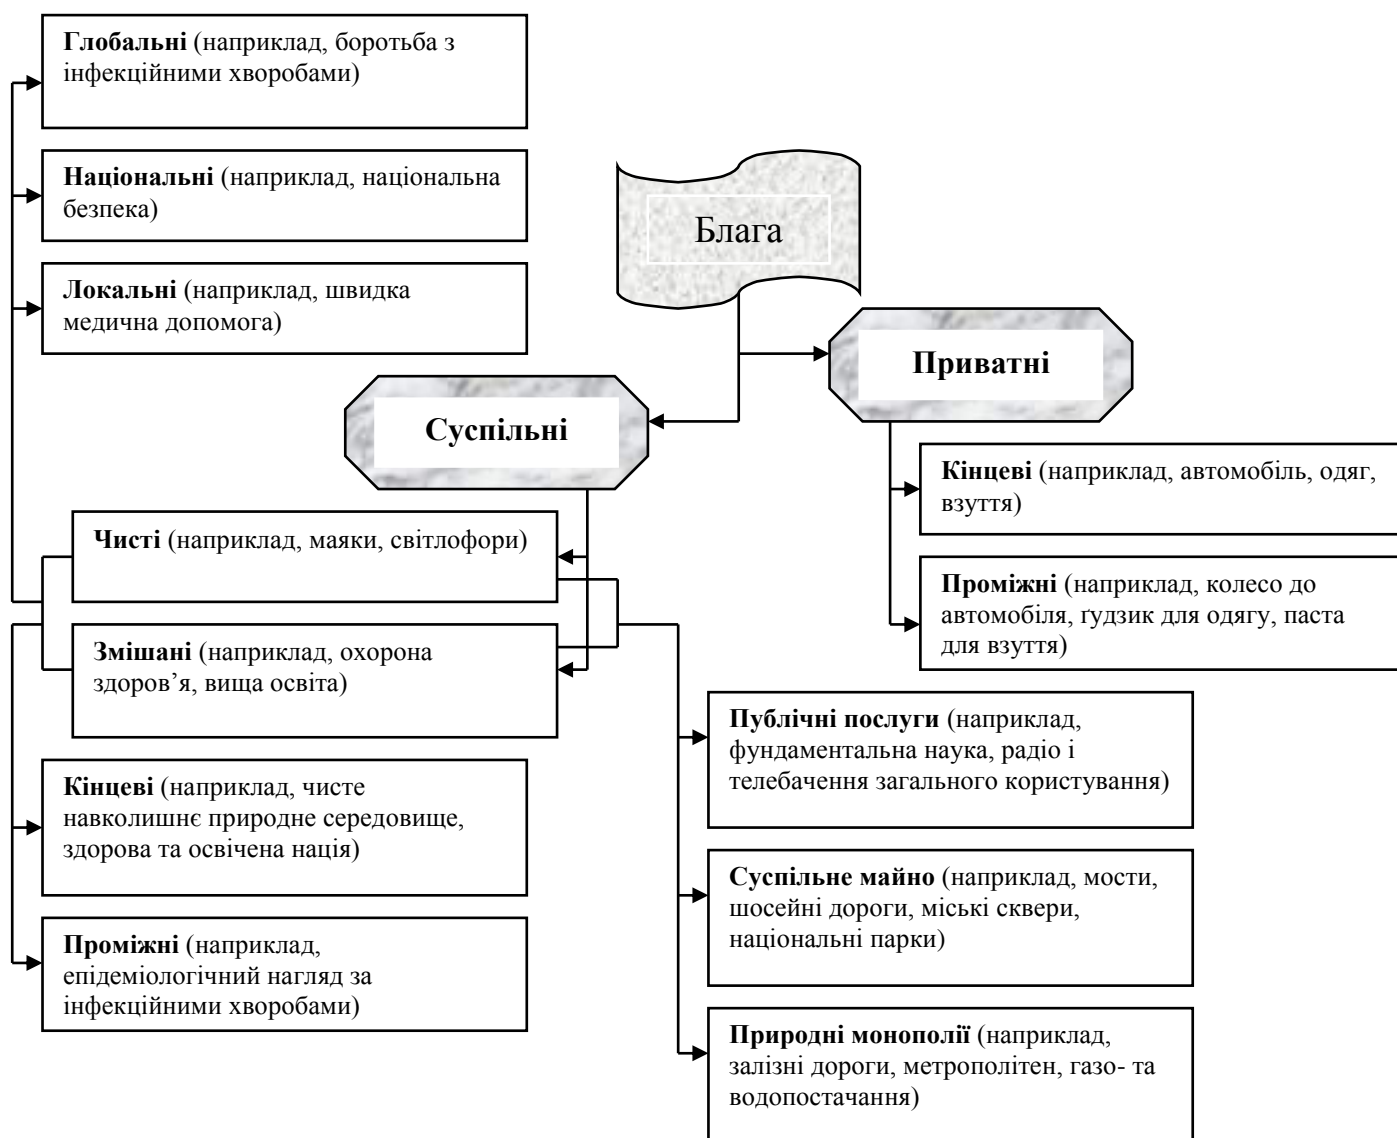 Глобальні (наприклад, боротьба з
інфекційними хворобами)
Національні (наприклад, національна
безпека)
Локальні (наприклад, швидка
медична допомога)
Блага
Приватні
Суспільні
Кінцеві (наприклад, автомобіль, одяг,
взуття)
Проміжні (наприклад, колесо до
автомобіля, ґудзик для одягу, паста
для взуття)
Чисті (наприклад, маяки, світлофори)
Змішані (наприклад, охорона
здоров’я, вища освіта)
Кінцеві (наприклад, чисте
навколишнє природне середовище,
здорова та освічена нація)
Проміжні (наприклад,
епідеміологічний нагляд за
інфекційними хворобами)
Публічні послуги (наприклад,
фундаментальна наука, радіо і
телебачення загального користування)
Суспільне майно (наприклад, мости,
шосейні дороги, міські сквери,
національні парки)
Природні монополії (наприклад,
залізні дороги, метрополітен, газо- та
водопостачання)